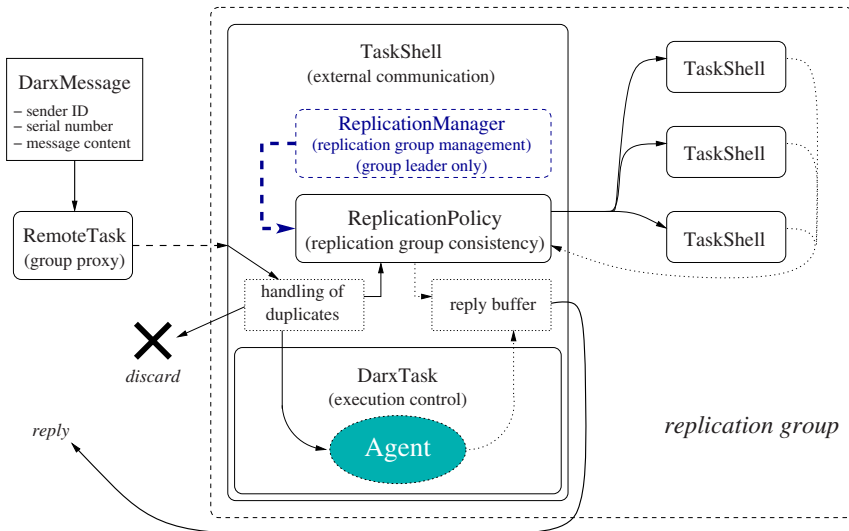 DarxMessage
– sender ID
– serial number
– message content
RemoteTask
(group proxy)
TaskShell
(external communication)
ReplicationManager
(replication group management)
(group leader only)
ReplicationPolicy
(replication group consistency)
handling of
duplicates
reply buffer
discard
reply
DarxTask
(execution control)
Agent
TaskShell
TaskShell
TaskShell
replication group